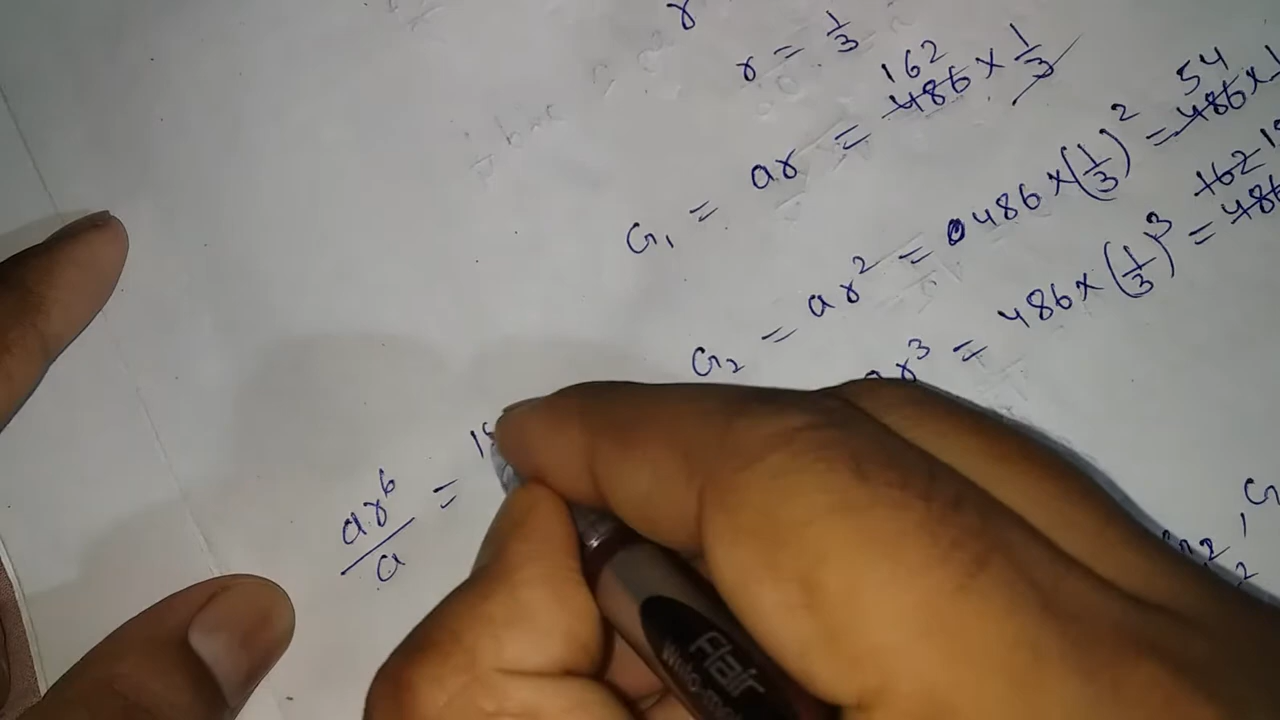 r
r = 1/3
G₁ = ar = 486 × 1/3 162
G₂ = ar² = 486 × (1/3)² = 486 × 1 54
ar³ = 486 × (1/3)³ = 486 162
ar⁶/a =
Flair